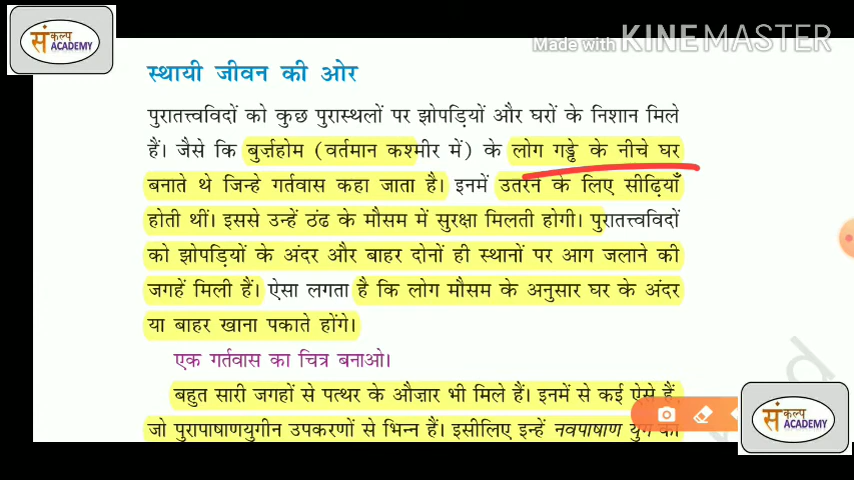 संकल्प
ACADEMY
Made with KINEMASTER
स्थायी जीवन की ओर
पुरातत्त्वविदों को कुछ पुरास्थलों पर झोपड़ियों और घरों के निशान मिले
हैं। जैसे कि बुर्ज़होम (वर्तमान कश्मीर में) के लोग गड्ढे के नीचे घर
बनाते थे जिन्हे गर्तवास कहा जाता है। इनमें उतरने के लिए सीढ़ियाँ
होती थीं। इससे उन्हें ठंढ के मौसम में सुरक्षा मिलती होगी। पुरातत्त्वविदों
को झोपड़ियों के अंदर और बाहर दोनों ही स्थानों पर आग जलाने की
जगहें मिली हैं। ऐसा लगता है कि लोग मौसम के अनुसार घर के अंदर
या बाहर खाना पकाते होंगे।
एक गर्तवास का चित्र बनाओ।
बहुत सारी जगहों से पत्थर के औज़ार भी मिले हैं। इनमें से कई ऐसे हैं,
जो पुरापाषाणयुगीन उपकरणों से भिन्न हैं। इसीलिए इन्हें नवपाषाण युग का
संकल्प
ACADEMY